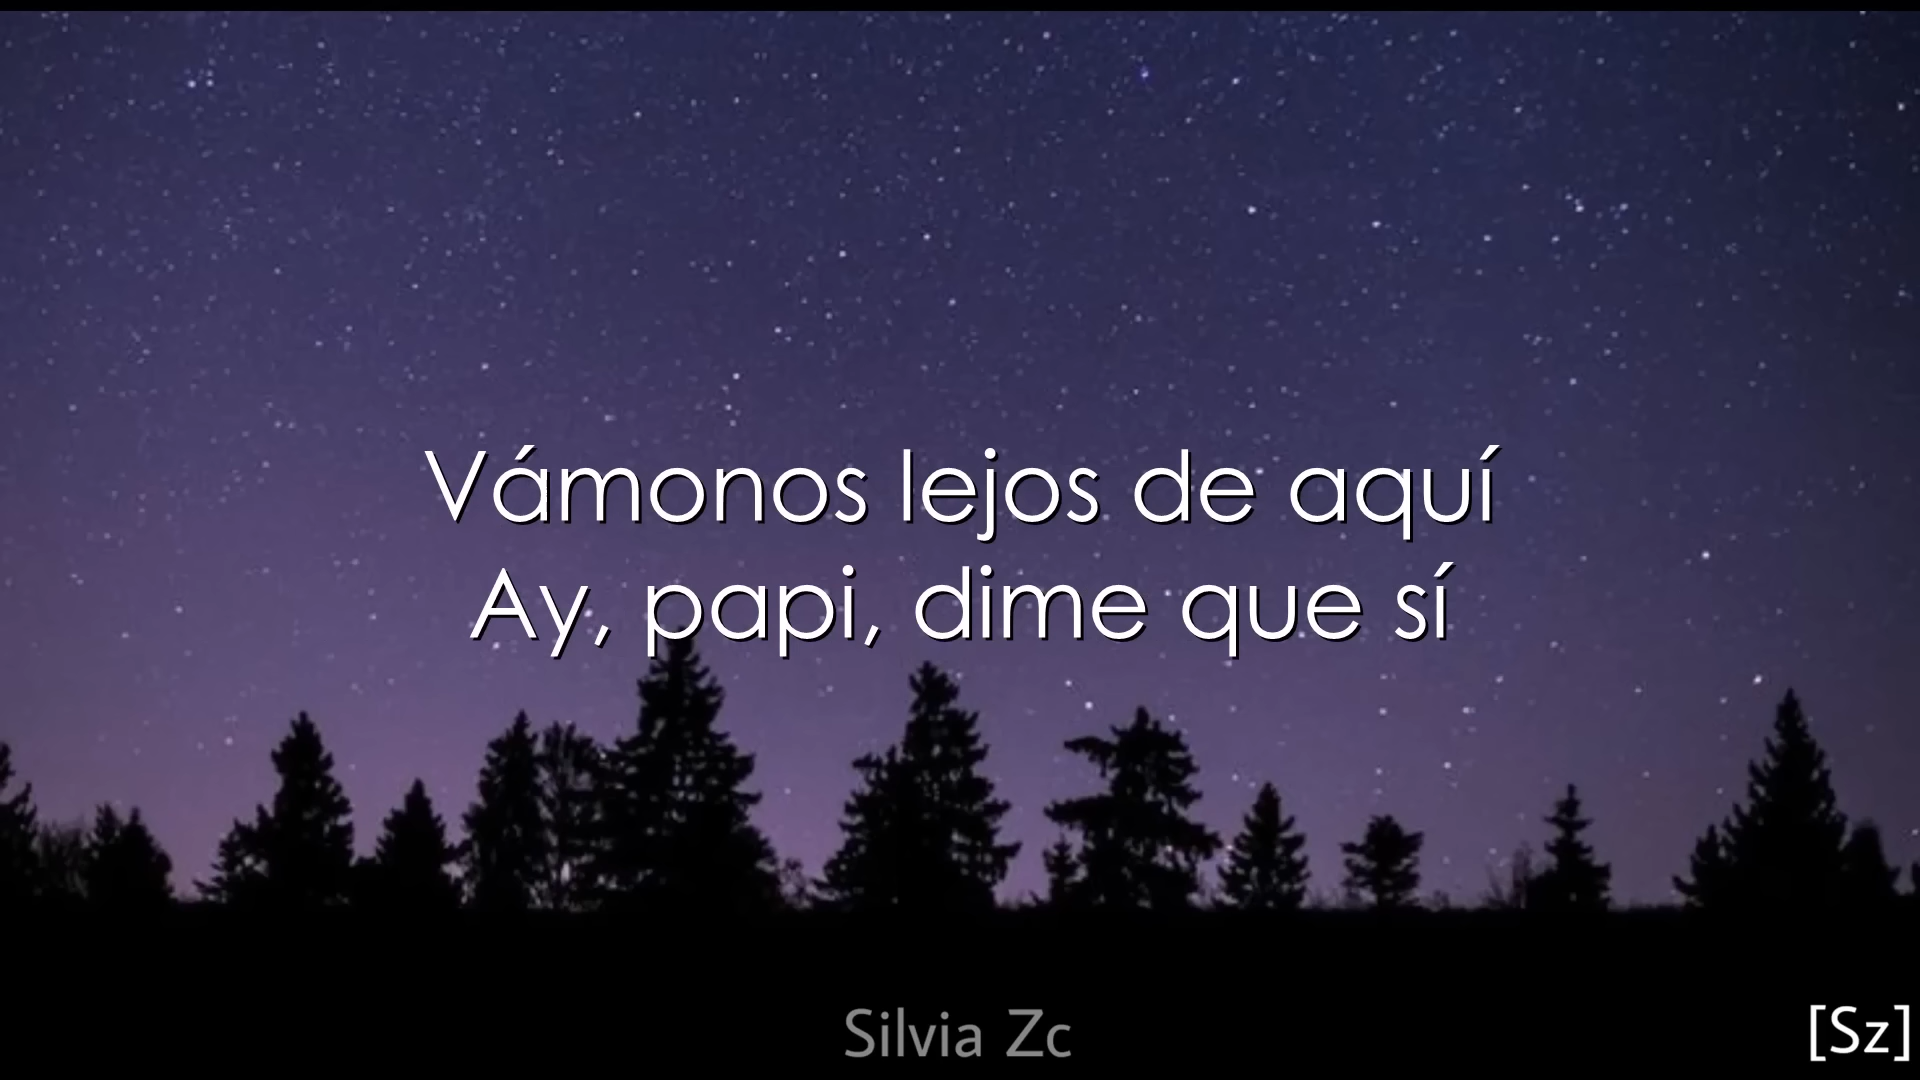 Vámonos lejos de aquí
Ay, papi, dime que sí
Silvia Zc
[Sz]